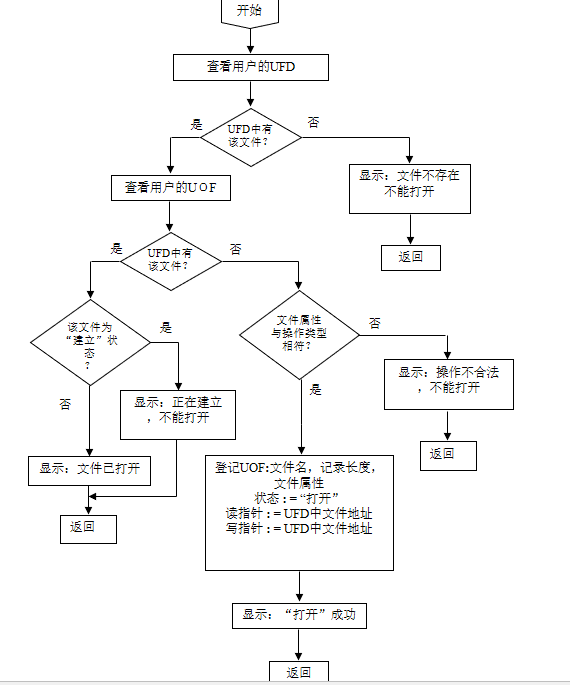 开始
查看用户的UFD
是
否
UFD中有
该文件?
查看用户的UOF
显示：文件不存在
不能打开
返回
是
否
UFD中有
该文件?
该文件为
“建立”状
态
?
是
否
文件属性
与操作类型
相符?
否
是
显示：正在建立
，不能打开
显示：操作不合法
，不能打开
显示：文件已打开
返回
返回
登记UOF:文件名，记录长度，
文件属性
状态 : = “打开”
读指针 : = UFD中文件地址
写指针 : = UFD中文件地址
显示：“打开”成功
返回